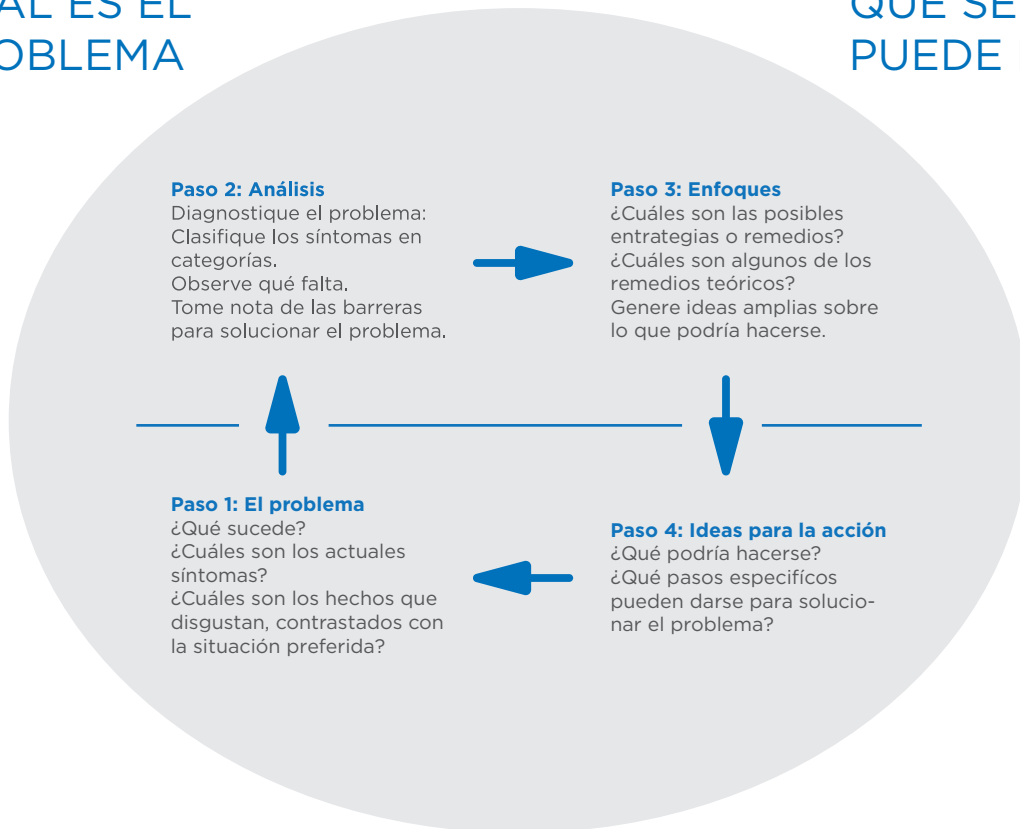 AL ES EL
OBLEMA
QUE SE
PUEDE
Paso 2: Análisis
Diagnostique el problema:
Clasifique los síntomas en
categorías.
Observe qué falta.
Tome nota de las barreras
para solucionar el problema.
Paso 3: Enfoques
¿Cuáles son las posibles
entrategias o remedios?
¿Cuáles son algunos de los
remedios teóricos?
Genere ideas amplias sobre
lo que podría hacerse.
Paso 1: El problema
¿Qué sucede?
¿Cuáles son los actuales
síntomas?
¿Cuáles son los hechos que
disgustan, contrastados con
la situación preferida?
Paso 4: Ideas para la acción
¿Qué podría hacerse?
¿Qué pasos especifícos
pueden darse para solucio-
nar el problema?